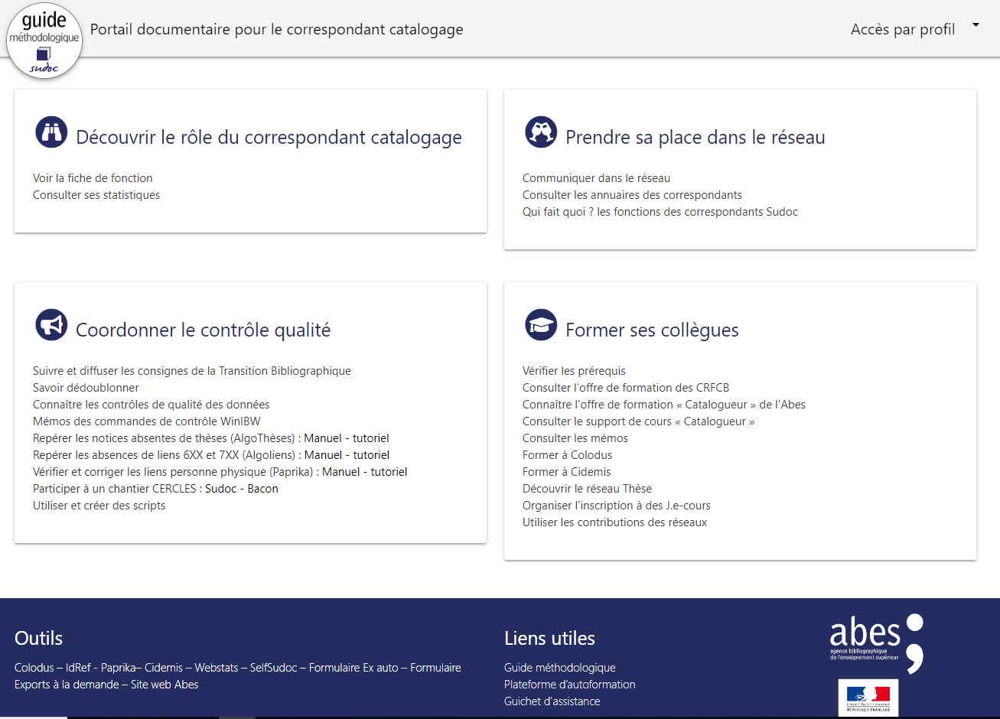 guide
méthodologique
sudoc
Portail documentaire pour le correspondant catalogage
Accès par profil
Découvrir le rôle du correspondant catalogage
Voir la fiche de fonction
Consulter ses statistiques
Prendre sa place dans le réseau
Communiquer dans le réseau
Consulter les annuaires des correspondants
Qui fait quoi ? les fonctions des correspondants Sudoc
Coordonner le contrôle qualité
Suivre et diffuser les consignes de la Transition Bibliographique
Savoir dédoublonner
Connaître les contrôles de qualité des données
Mémos des commandes de contrôle WinIBW
Repérer les notices absentes de thèses (AlgoThèses) : Manuel - tutoriel
Repérer les absences de liens 6XX et 7XX (Algoliens) : Manuel - tutoriel
Vérifier et corriger les liens personne physique (Paprika) : Manuel - tutoriel
Participer à un chantier CERCLES : Sudoc - Bacon
Utiliser et créer des scripts
Former ses collègues
Vérifier les prérequis
Consulter l'offre de formation des CRFCB
Connaître l'offre de formation « Catalogueur » de l'Abes
Consulter le support de cours « Catalogueur »
Consulter les mémos
Former à Colodus
Former à Cidemis
Découvrir le réseau Thèse
Organiser l'inscription à des J.e-cours
Utiliser les contributions des réseaux
Outils
Colodus – IdRef - Paprika– Cidemis – Webstats – SelfSudoc – Formulaire Ex auto – Formulaire
Exports à la demande – Site web Abes
Liens utiles
Guide méthodologique
Plateforme d’autoformation
Guichet d'assistance
abes
agence bibliographique
de l'enseignement supérieur
Liberté • Égalité • Fraternité
RÉPUBLIQUE FRANÇAISE